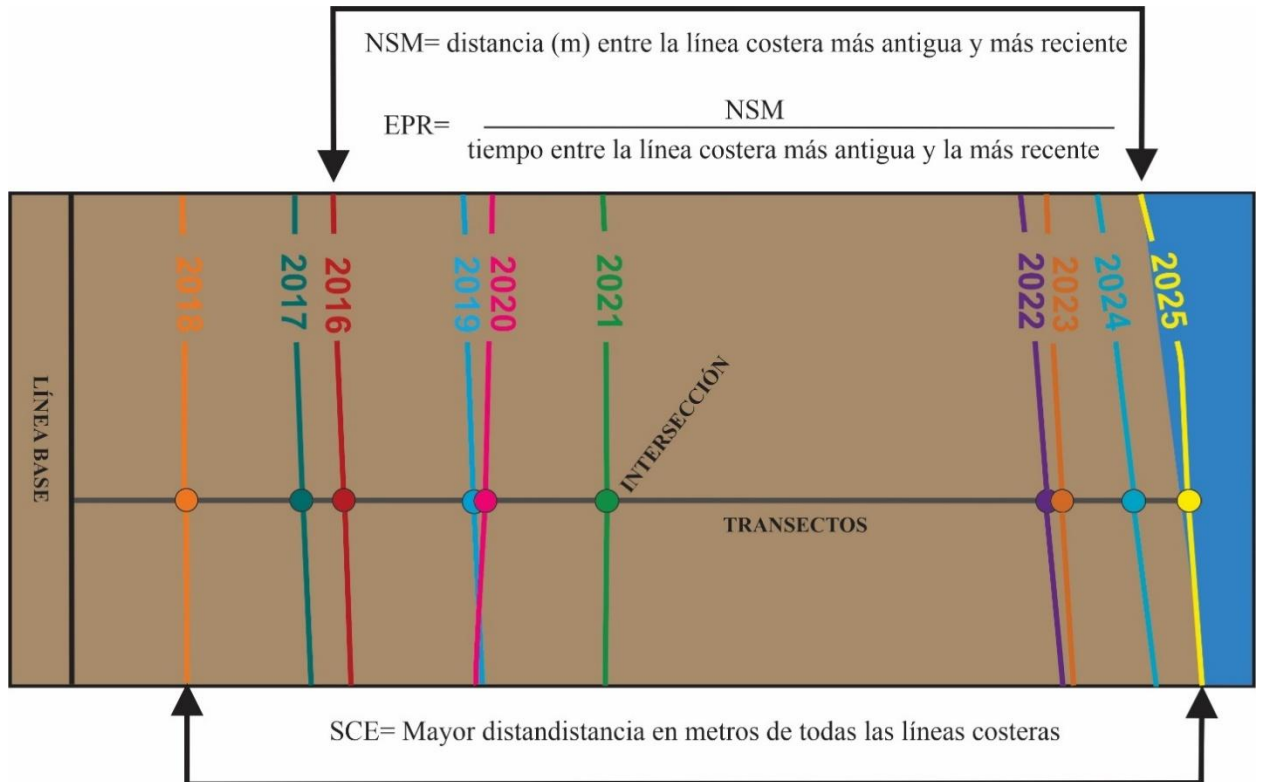 NSM= distancia (m) entre la línea costera más antigua y más reciente
EPR= NSM
tiempo entre la línea costera más antigua y la más recente
LÍNEA BASE
2018
2017
2016
2019
2020
2021
2022
2023
2024
2025
INTERSECCIÓN
TRANSECTOS
SCE= Mayor distandistancia en metros de todas las líneas costeras